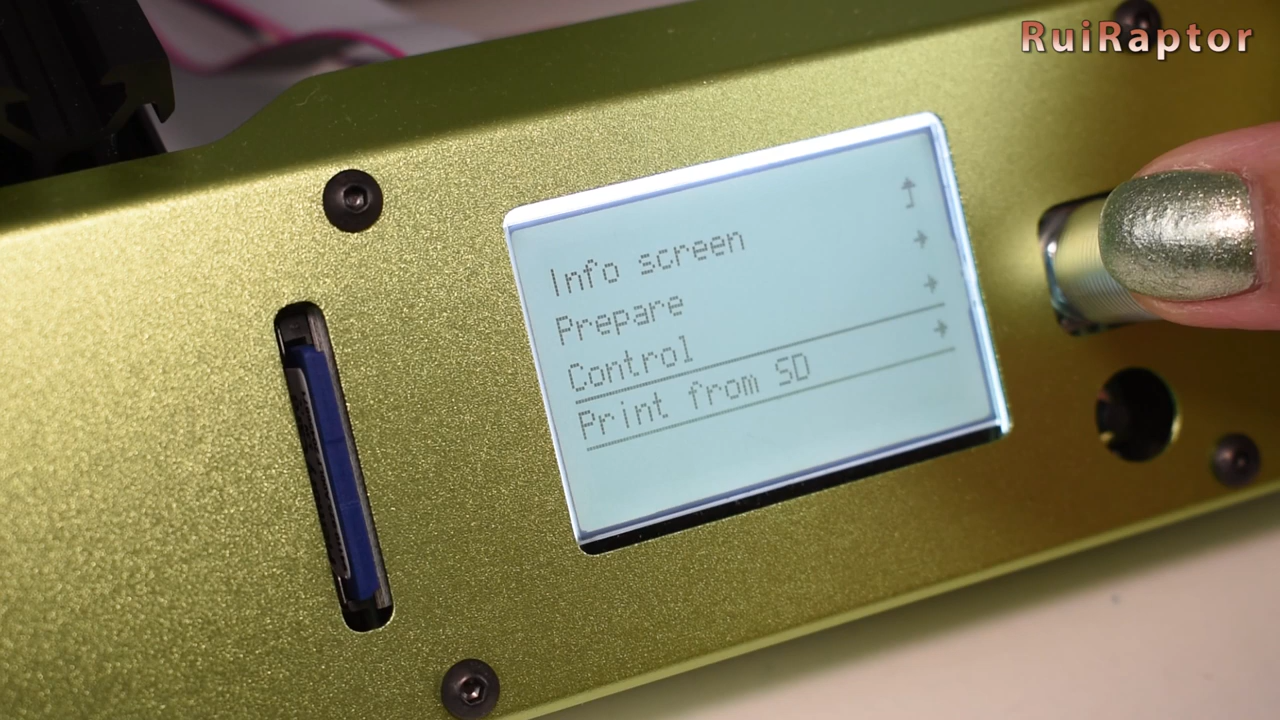 RuiRaptor
Info screen
Prepare
Control
Print from SD